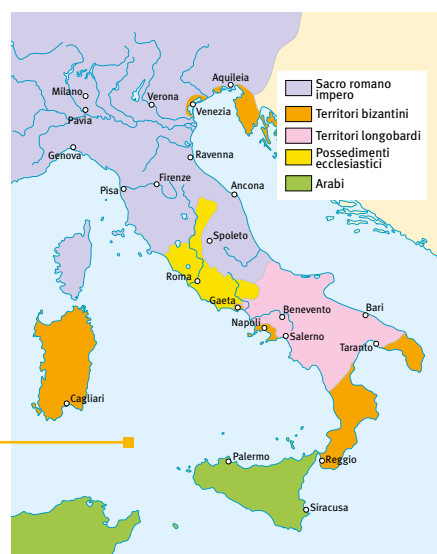 Aquileia
Milano
Verona
Venezia
Pavia
Genova
Ravenna
Firenze
Pisa
Ancona
Spoleto
Roma
Gaeta
Benevento
Bari
Napoli
Salerno
Taranto
Cagliari
Palermo
Reggio
Siracusa
Sacro romano
impero
Territori bizantini
Territori longobardi
Possedimenti
ecclesiastici
Arabi